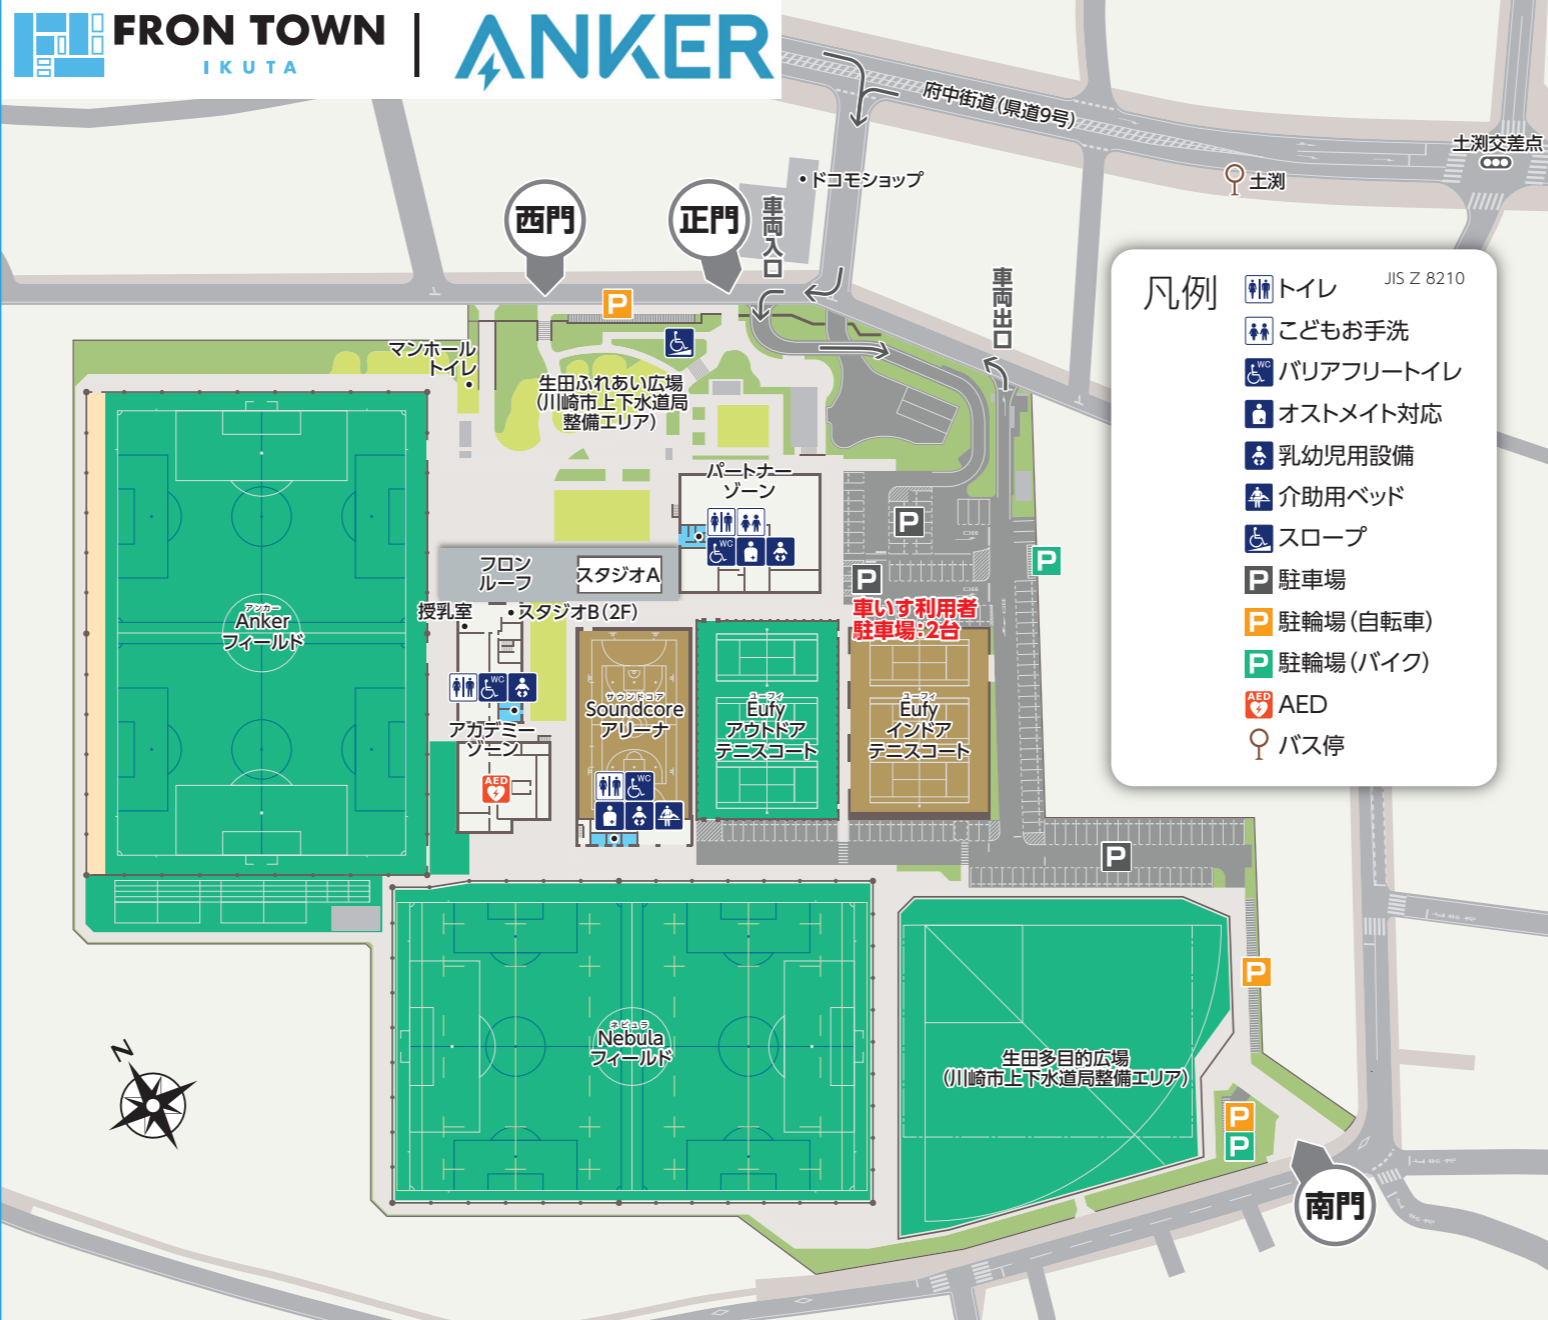 FRON TOWN
IKUTA
ANKER
府中街道(県道9号)
土渕交差点
土渕
ドコモショップ
西門
正門
車両入口
車両出口
凡例
JIS Z 8210
トイレ
こどもお手洗
WC
バリアフリートイレ
オストメイト対応
乳幼児用設備
介助用ベッド
スロープ
P
駐車場
P
駐輪場(自転車)
P
駐輪場(バイク)
AED
AED
バス停
P
マンホール
トイレ
生田ふれあい広場
(川崎市上下水道局
整備エリア)
パートナー
ゾーン
WC
P
P
P
車いす利用者
駐車場:2台
フロン
ルーフ
スタジオA
授乳室
スタジオB(2F)
アンカー
Anker
フィールド
WC
アカデミー
ゾーン
AED
サウンドコア
Soundcore
アリーナ
WC
ユーフィ
Eufy
アウトドア
テニスコート
ユーフィ
Eufy
インドア
テニスコート
P
P
ネビュラ
Nebula
フィールド
生田多目的広場
(川崎市上下水道局整備エリア)
P
P
南門
N